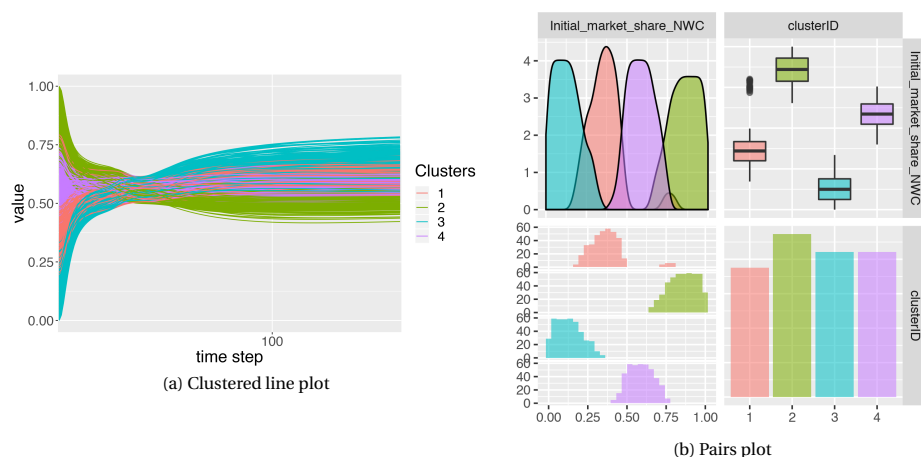 1.00
0.75
0.50
0.25
0.00
value
100
time step
Clusters
1
2
3
4
(a) Clustered line plot
Initial_market_share_NWC
clusterID
4
3
2
1
0
Initial_market_share_NWC
60
40
20
0
60
40
20
0
60
40
20
0
60
40
20
0
clusterID
0.00 0.25 0.50 0.75 1.00
1 2 3 4
(b) Pairs plot